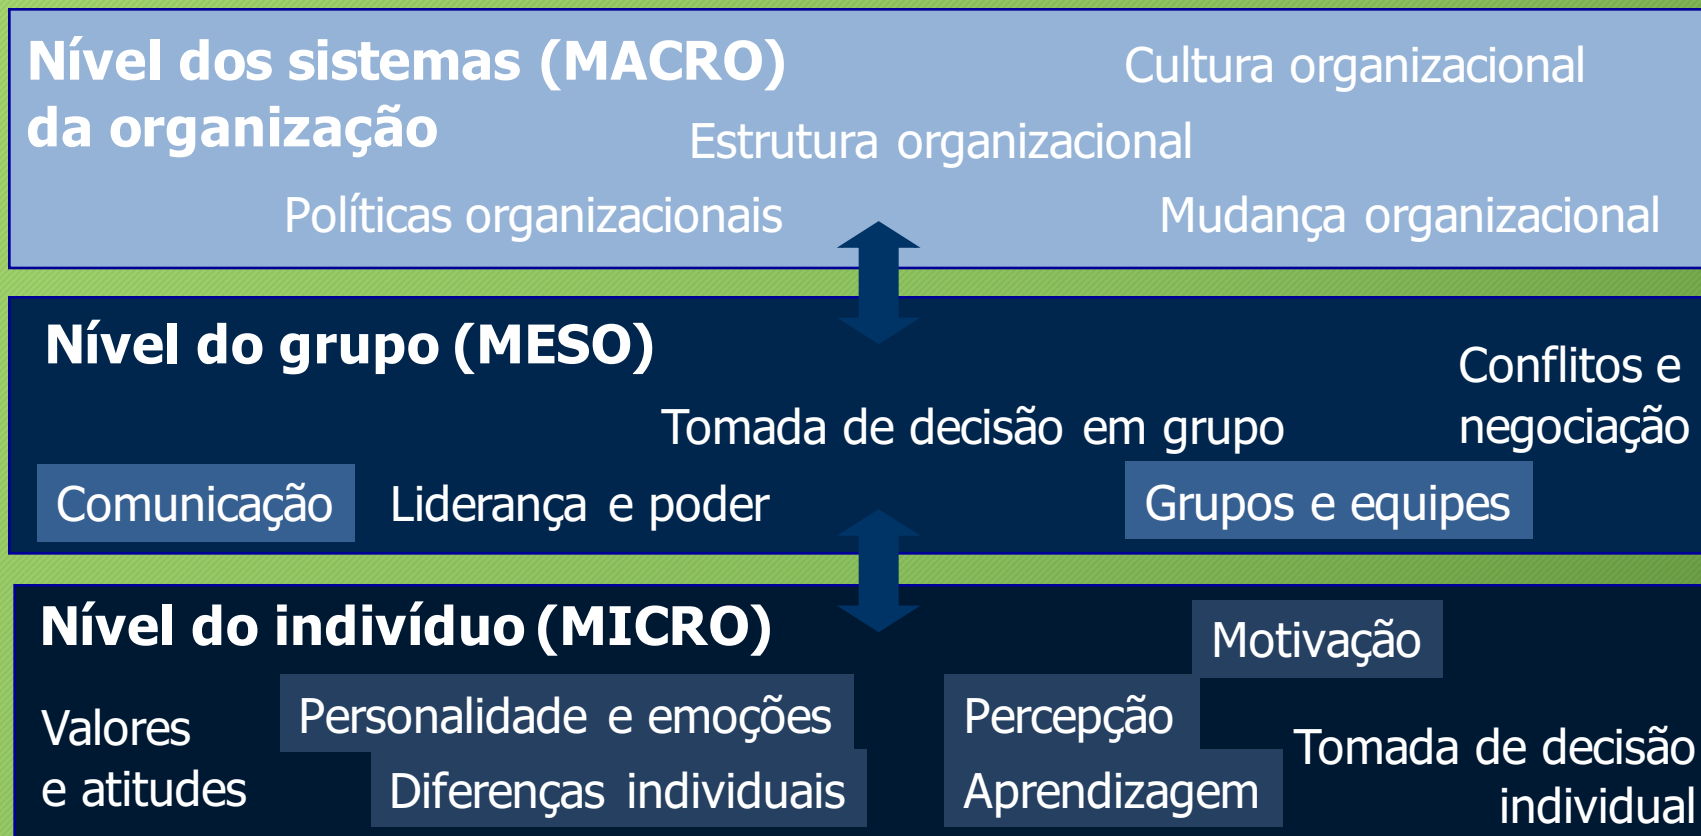 Nível dos sistemas (MACRO)
da organização
Cultura organizacional
Estrutura organizacional
Políticas organizacionais
Mudança organizacional
Nível do grupo (MESO)
Conflitos e
negociação
Tomada de decisão em grupo
Comunicação
Liderança e poder
Grupos e equipes
Nível do indivíduo (MICRO)
Motivação
Valores
e atitudes
Personalidade e emoções
Percepção
Diferenças individuais
Aprendizagem
Tomada de decisão
individual